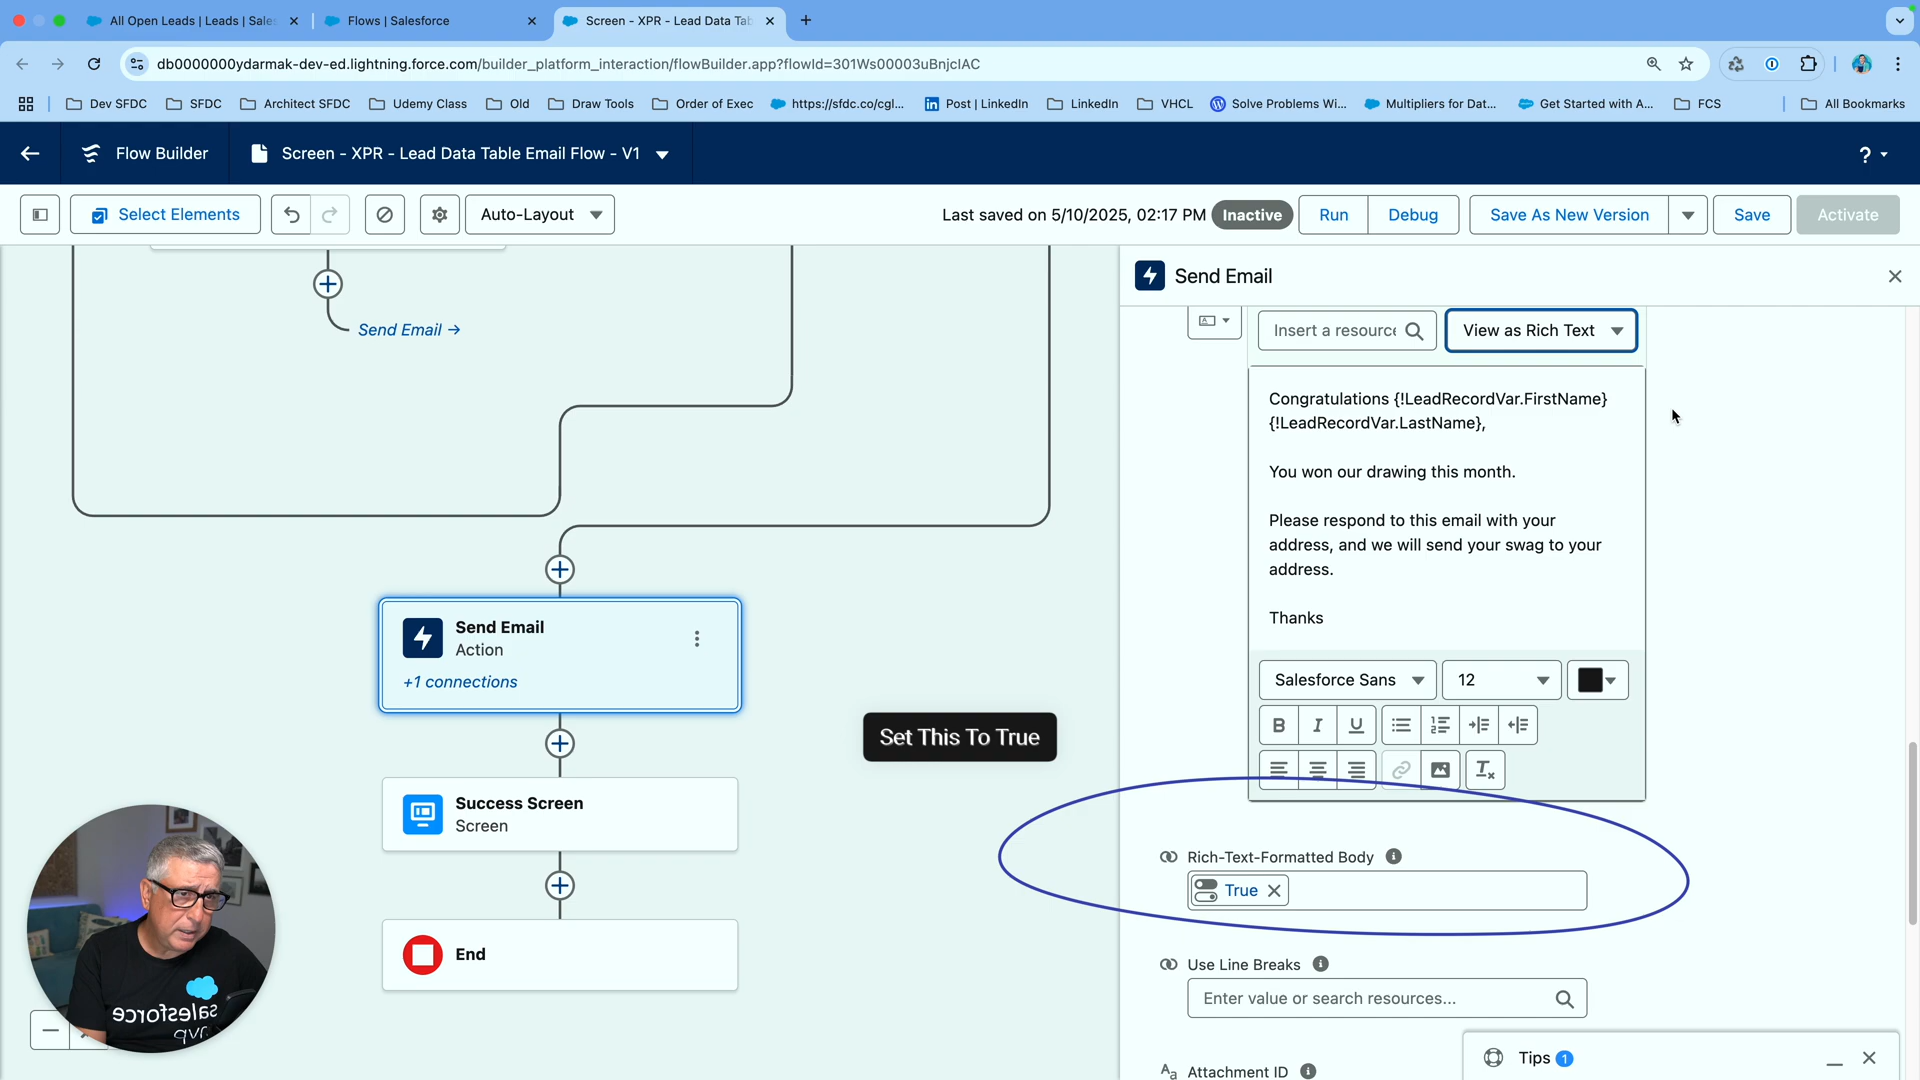 All Open Leads | Leads | Sales
Flows | Salesforce
Screen - XPR - Lead Data Tab
db0000000ydarmak-dev-ed.lightning.force.com/builder_platform_interaction/flowBuilder.app?flowId=301Ws00003uBnjcIAC
Dev SFDC
SFDC
Architect SFDC
Udemy Class
Old
Draw Tools
Order of Exec
https://sfdc.co/cgl...
Post | LinkedIn
LinkedIn
VHCL
Solve Problems Wi...
Multipliers for Dat...
Get Started with A...
FCS
All Bookmarks
Flow Builder
Screen - XPR - Lead Data Table Email Flow - V1
?
Select Elements
Auto-Layout
Last saved on 5/10/2025, 02:17 PM
Inactive
Run
Debug
Save As New Version
Save
Activate
Send Email →
Send Email
Action
+1 connections
Success Screen
Screen
End
Set This To True
Send Email
Insert a resource
View as Rich Text
Congratulations {!LeadRecordVar.FirstName}
{!LeadRecordVar.LastName},
You won our drawing this month.
Please respond to this email with your
address, and we will send your swag to your
address.
Thanks
Salesforce Sans
12
B
I
U
Rich-Text-Formatted Body
True
Use Line Breaks
Enter value or search resources...
Aa
Attachment ID
Tips
1
salesforce